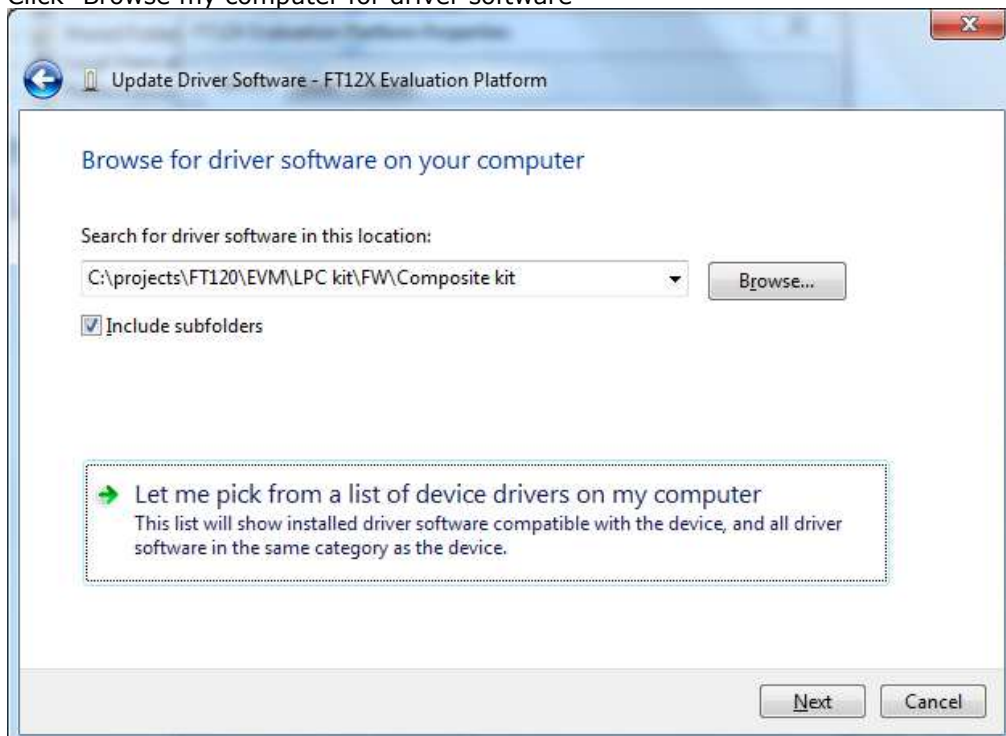 Click "Browse my computer for driver software"
Update Driver Software - FT12X Evaluation Platform
Browse for driver software on your computer
Search for driver software in this location:
C:\projects\FT120\EVM\LPC kit\FW\Composite kit
Browse...
Include subfolders
Let me pick from a list of device drivers on my computer
This list will show installed driver software compatible with the device, and all driver
software in the same category as the device.
Next
Cancel